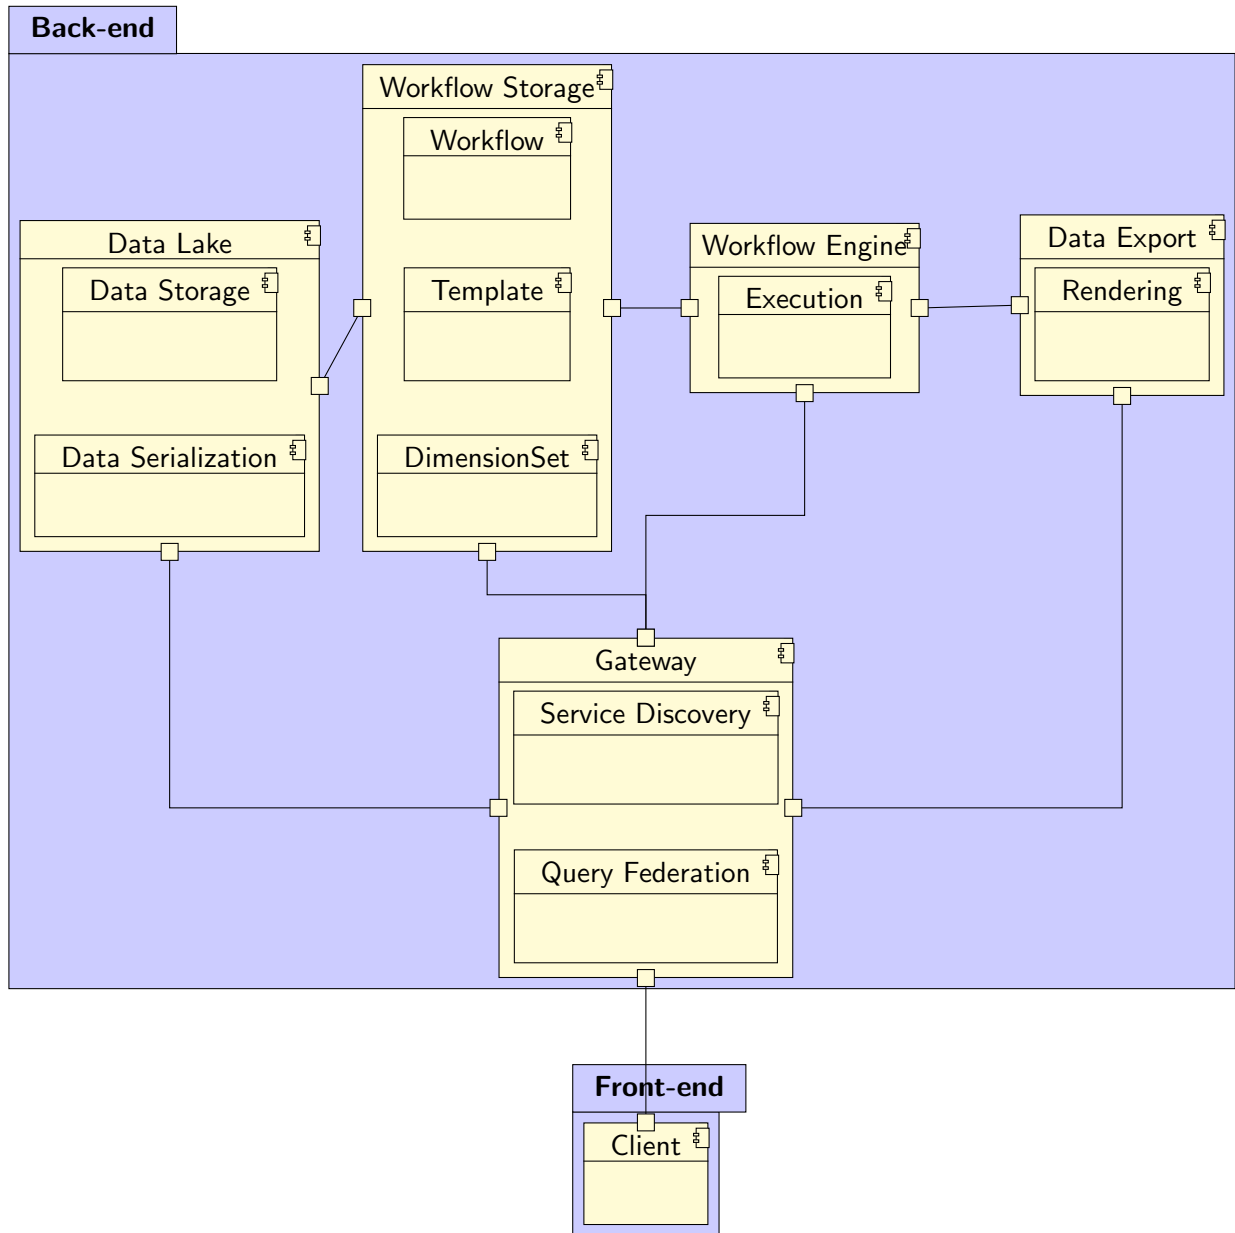 Back-end
Workflow Storage
Workflow
Data Lake
Workflow Engine
Data Export
Data Storage
Template
Execution
Rendering
Data Serialization
DimensionSet
Gateway
Service Discovery
Query Federation
Front-end
Client